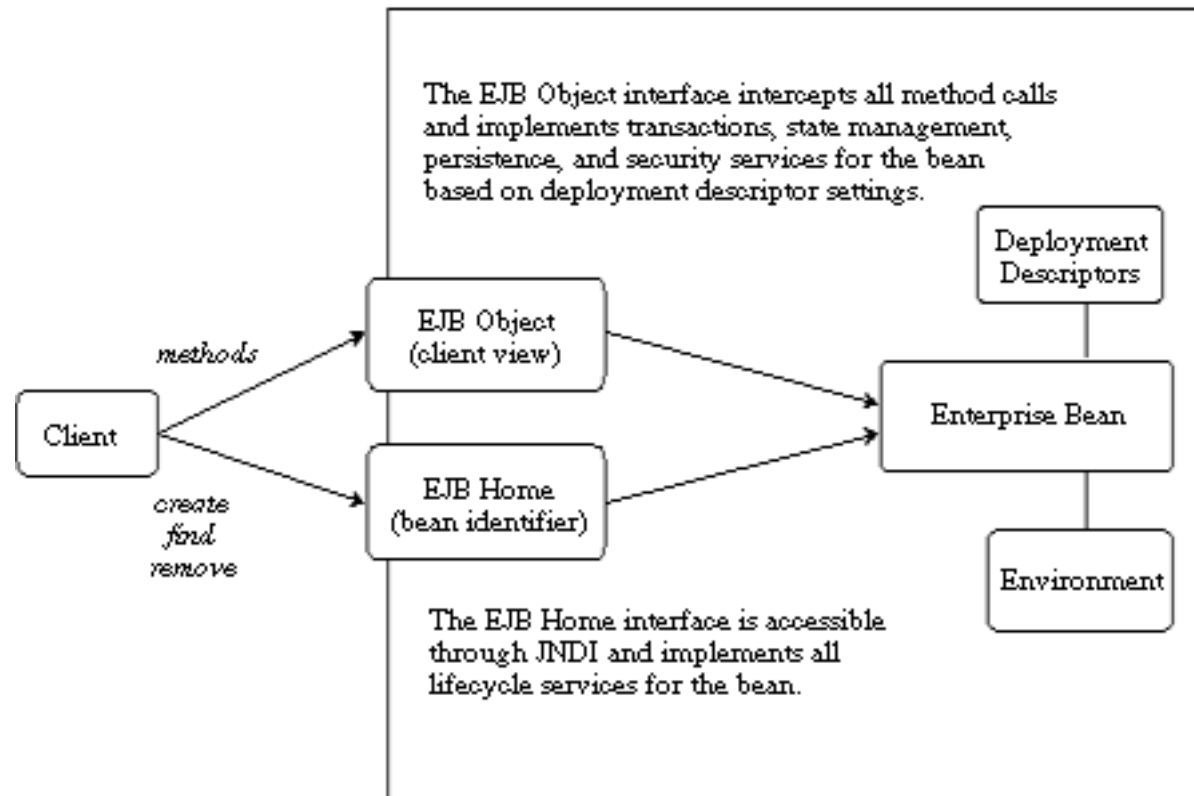 The EJB Object interface intercepts all method calls
and implements transactions, state management,
persistence, and security services for the bean
based on deployment descriptor settings.
Deployment
Descriptors
EJB Object
(client view)
methods
Client
Enterprise Bean
EJB Home
(bean identifier)
create
find
remove
Environment
The EJB Home interface is accessible
through JNDI and implements all
lifecycle services for the bean.